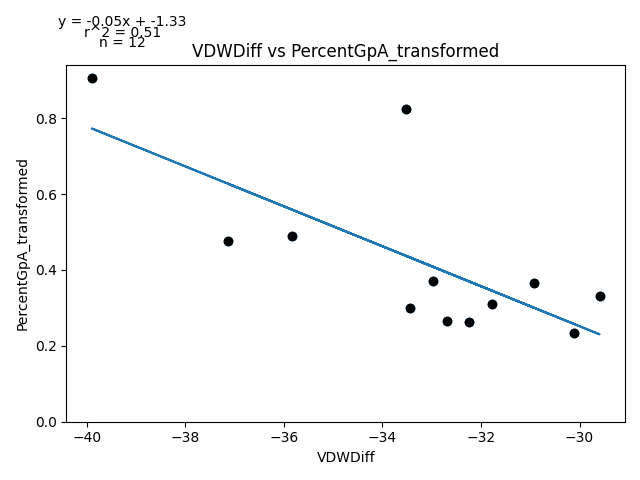 y = -0.05x + -1.33
r^2 = 0.51
n = 12
VDWDiff vs PercentGpA_transformed
PercentGpA_transformed
0.8
0.6
0.4
0.2
0.0
−40
−38
−36
−34
−32
−30
VDWDiff